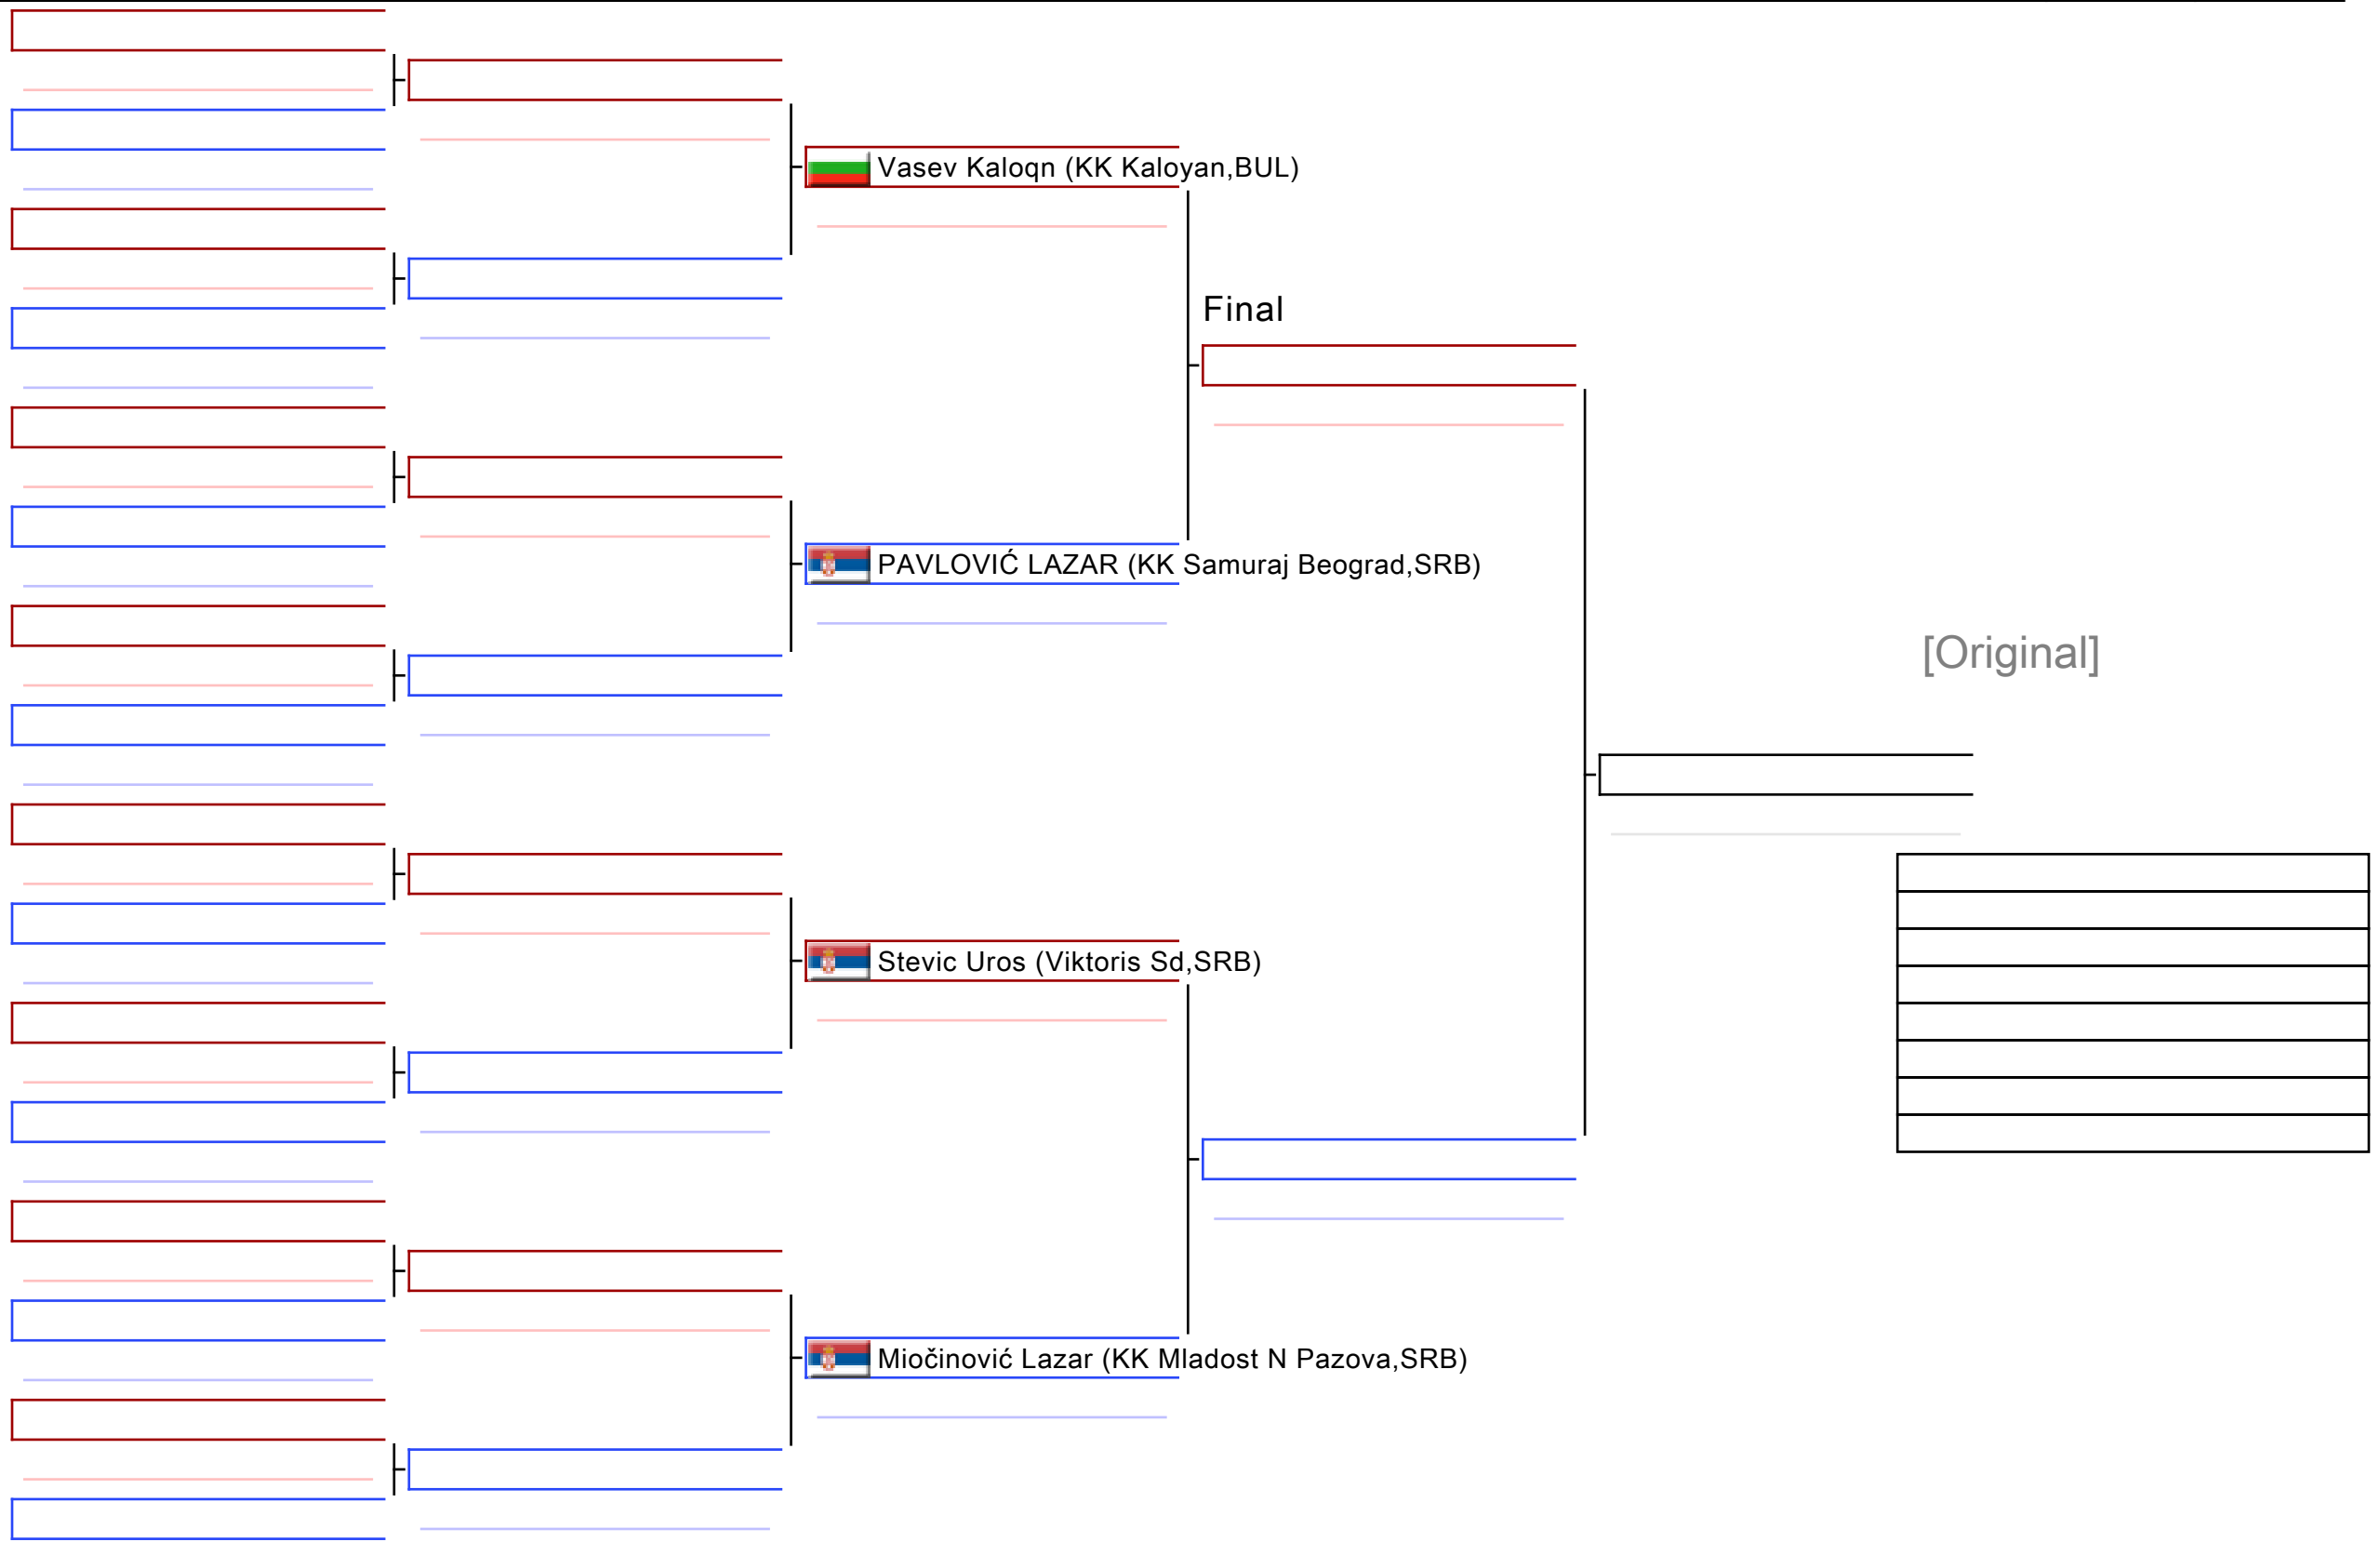 Vasev Kaloqn (KK Kaloyan,BUL)
Final
PAVLOVIĆ LAZAR (KK Samuraj Beograd,SRB)
[Original]
Stevic Uros (Viktoris Sd,SRB)
Miočinović Lazar (KK Mladost N Pazova,SRB)